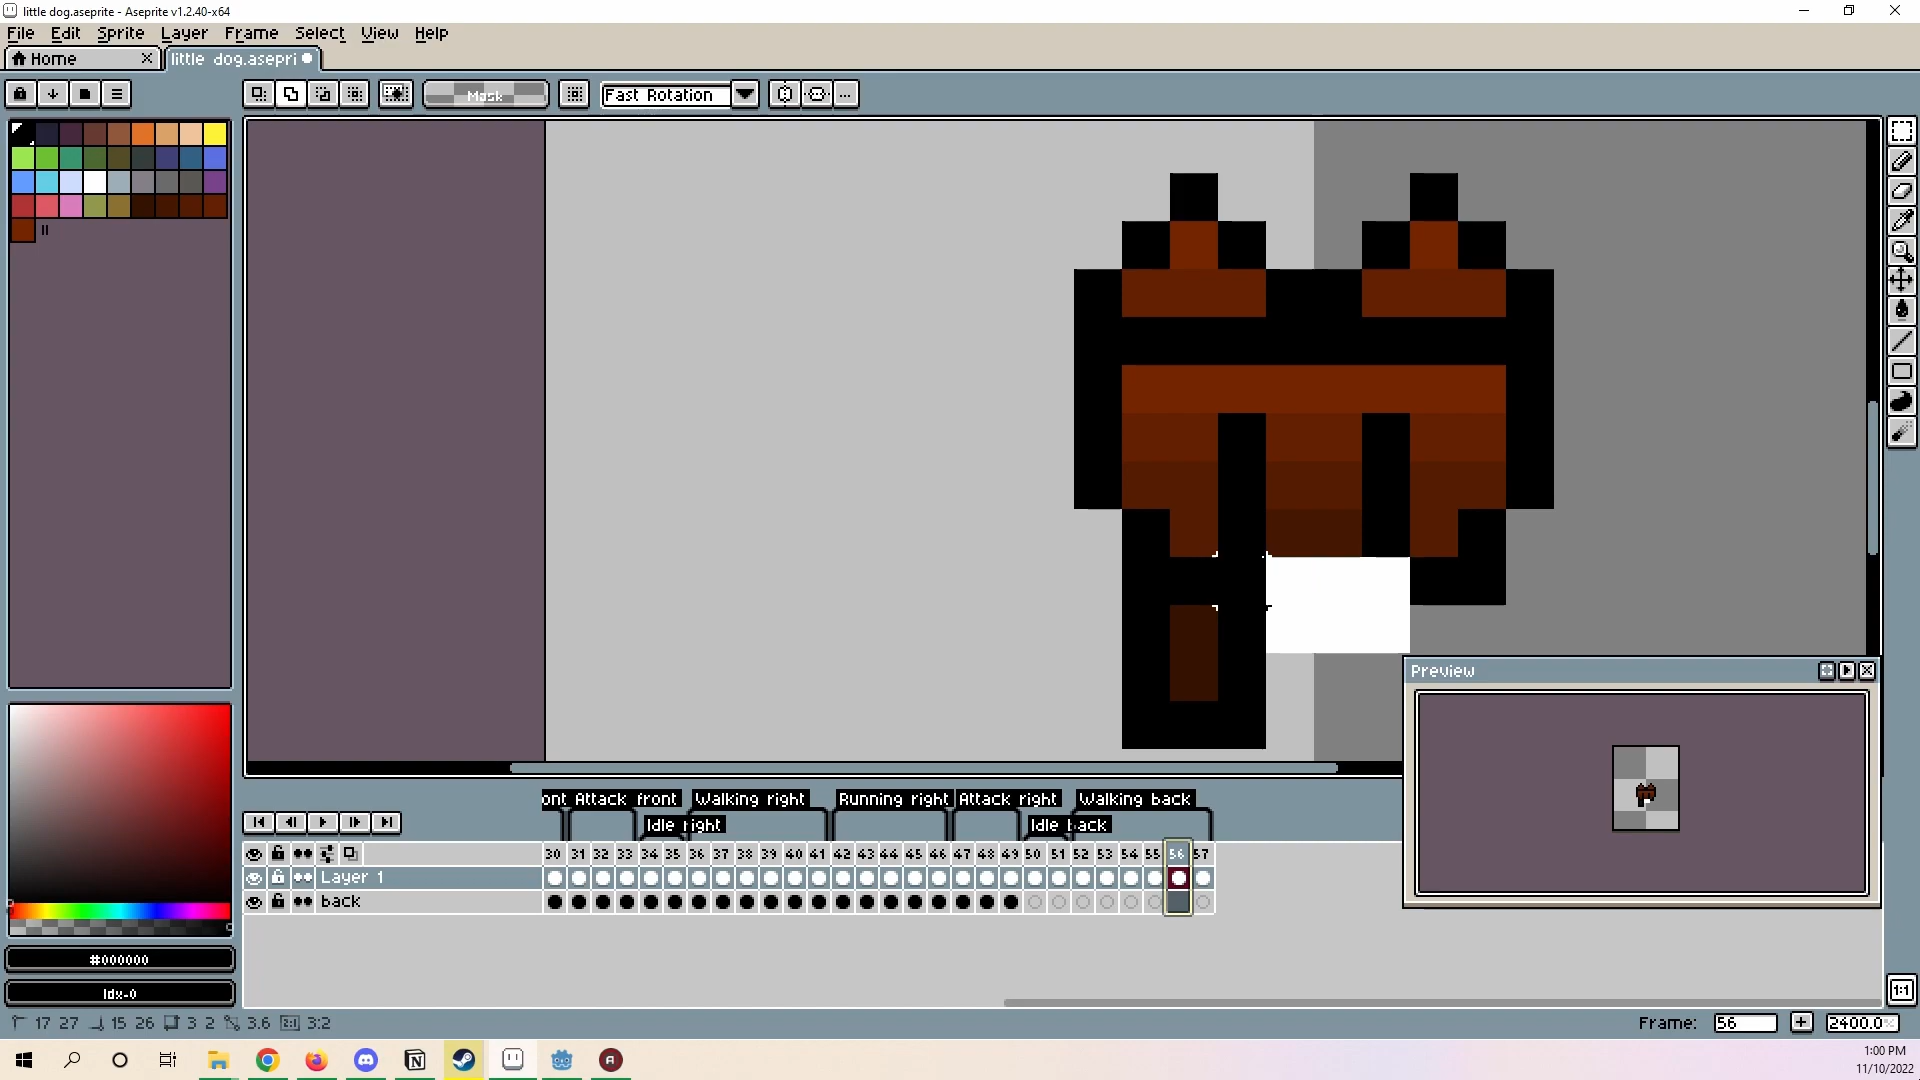 little dog.aseprite - Aseprite v1.2.40-x64
File Edit Sprite Layer Frame Select View Help
Home
little dog.asepri
Mask
Fast Rotation
Preview
ont Attack front Walking right Running right Attack right Walking back
Idle right Idle back
30 31 32 33 34 35 36 37 38 39 40 41 42 43 44 45 46 47 48 49 50 51 52 53 54 55 56 57
Layer 1
back
#000000
Idx-0
1:1
17 27 15 26 3 2 3.6 2:1 3:2
Frame: 56 + 2400.0%
1:00 PM
11/10/2022